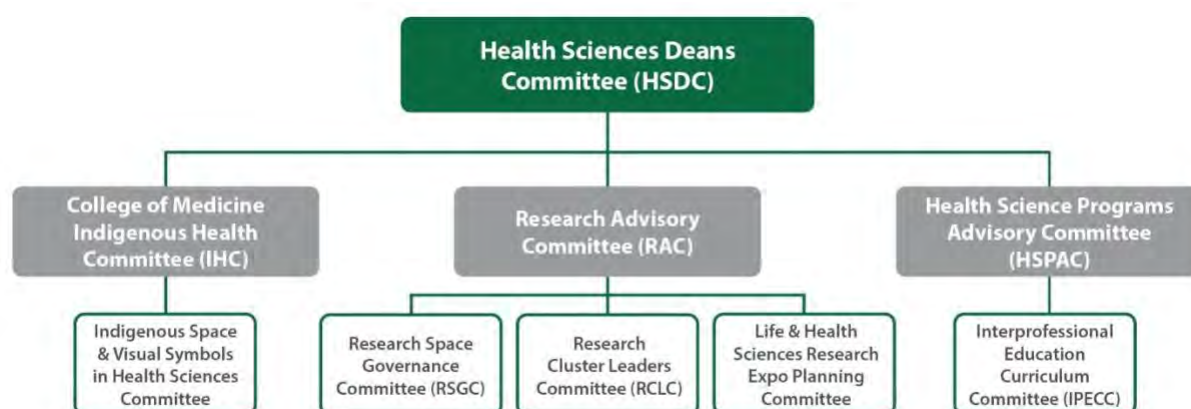 Health Sciences Deans
Committee (HSDC)
College of Medicine
Indigenous Health
Committee (IHC)
Research Advisory
Committee (RAC)
Health Science Programs
Advisory Committee
(HSPAC)
Indigenous Space
& Visual Symbols
in Health Sciences
Committee
Research Space
Governance
Committee (RSGC)
Research
Cluster Leaders
Committee (RCLC)
Life & Health
Sciences Research
Expo Planning
Committee
Interprofessional
Education
Curriculum
Committee (IPECC)